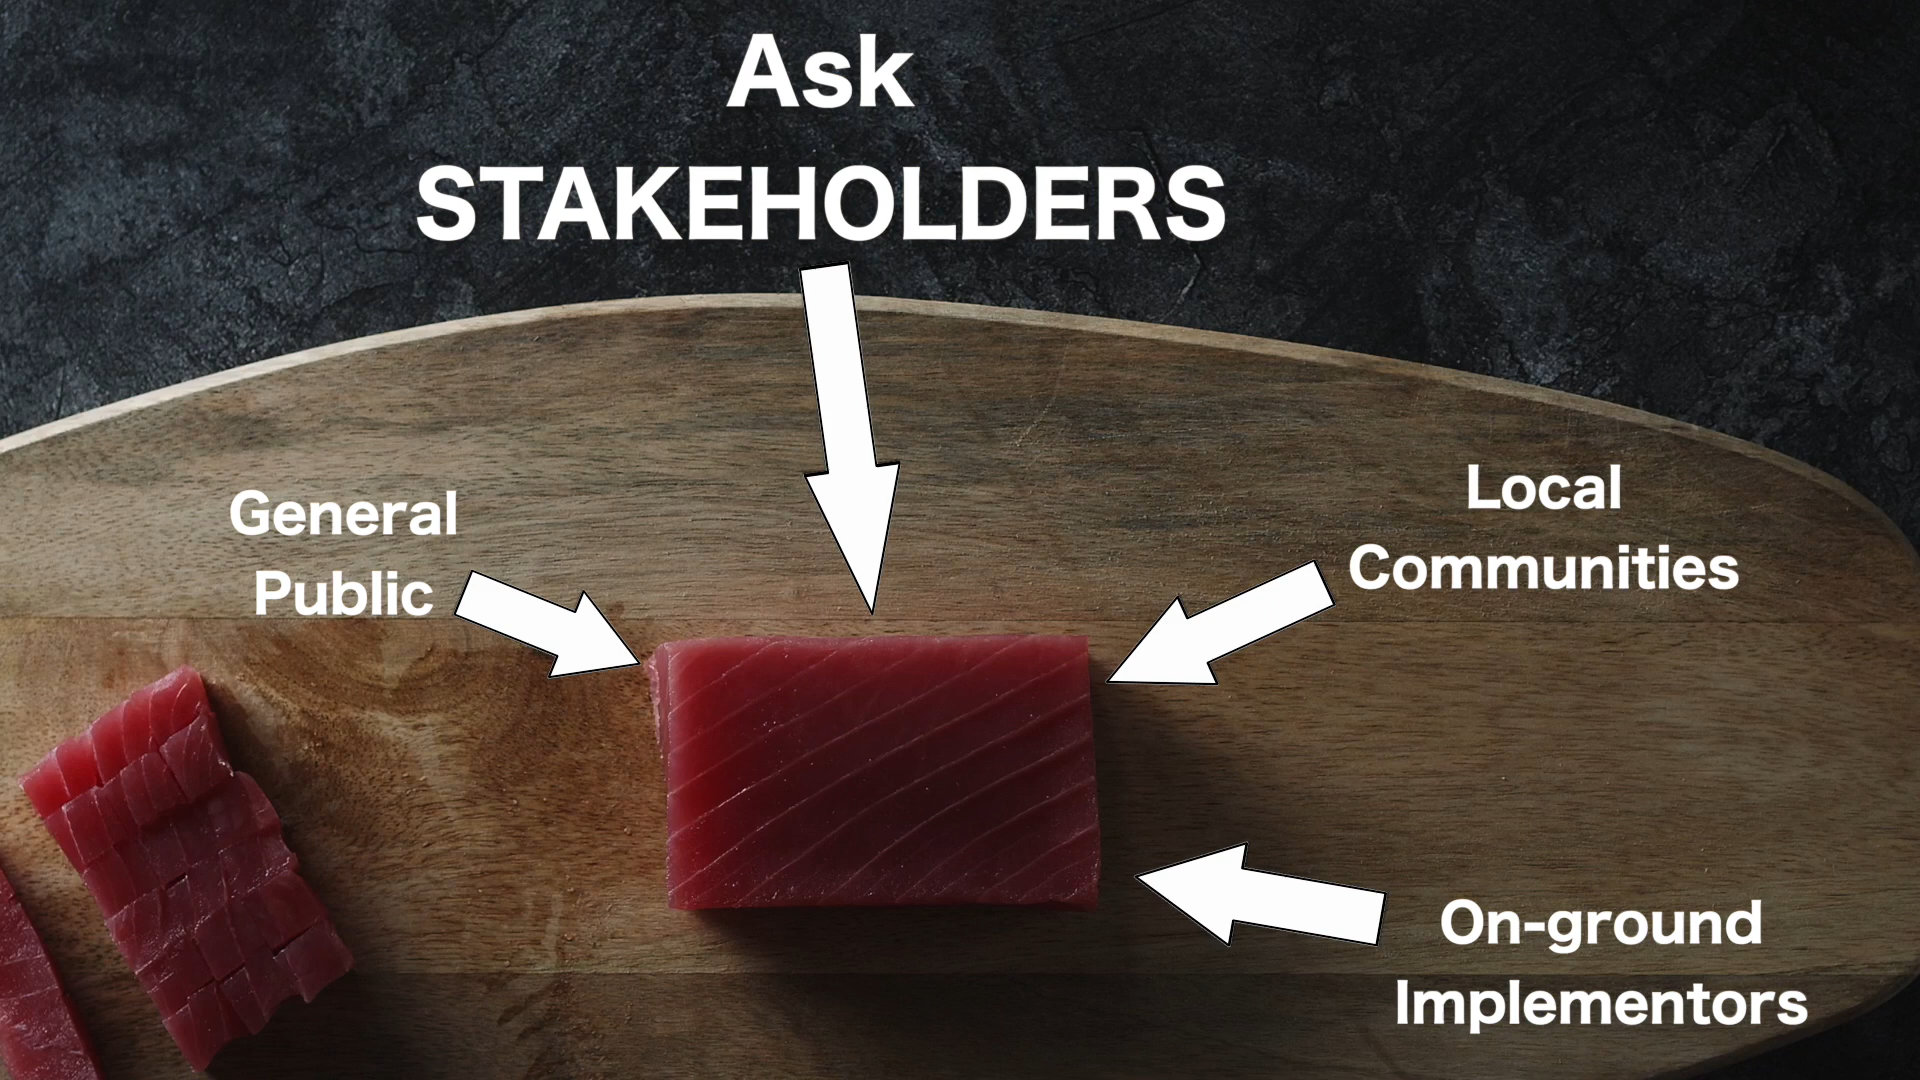 Ask
STAKEHOLDERS
General
Public
Local
Communities
On-ground
Implementors